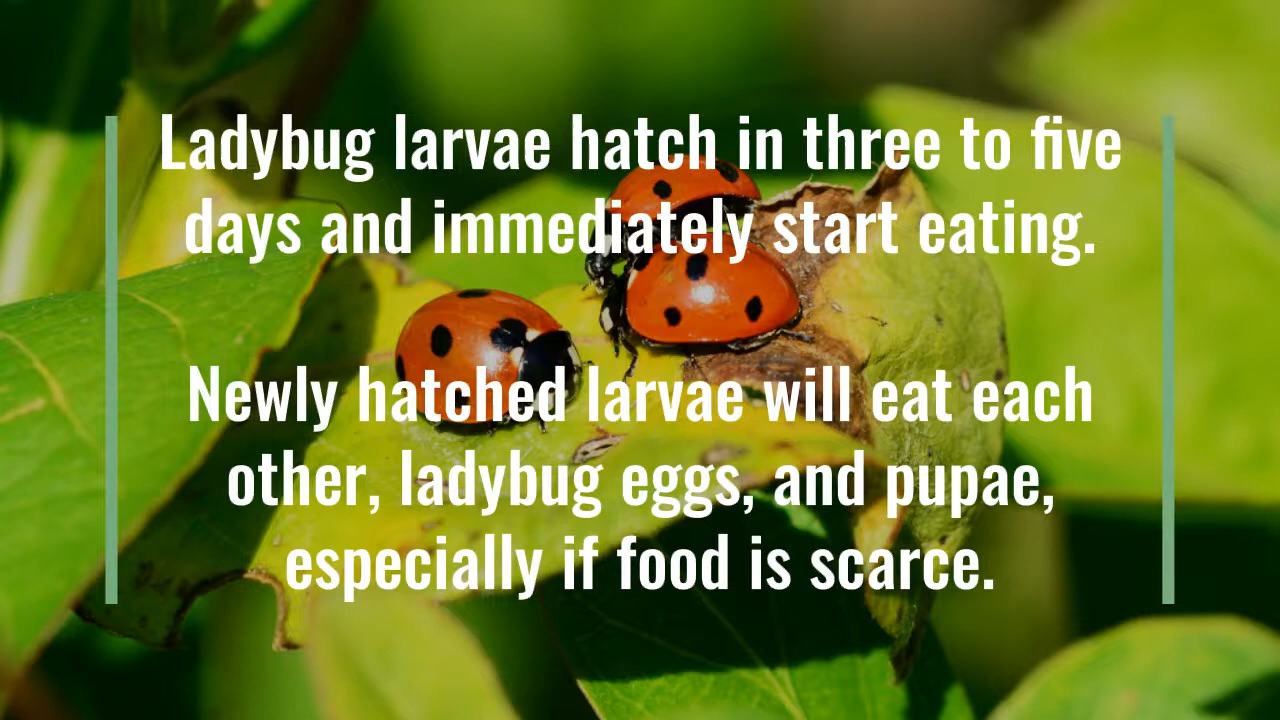 Ladybug larvae hatch in three to five
days and immediately start eating.
Newly hatched larvae will eat each
other, ladybug eggs, and pupae,
especially if food is scarce.